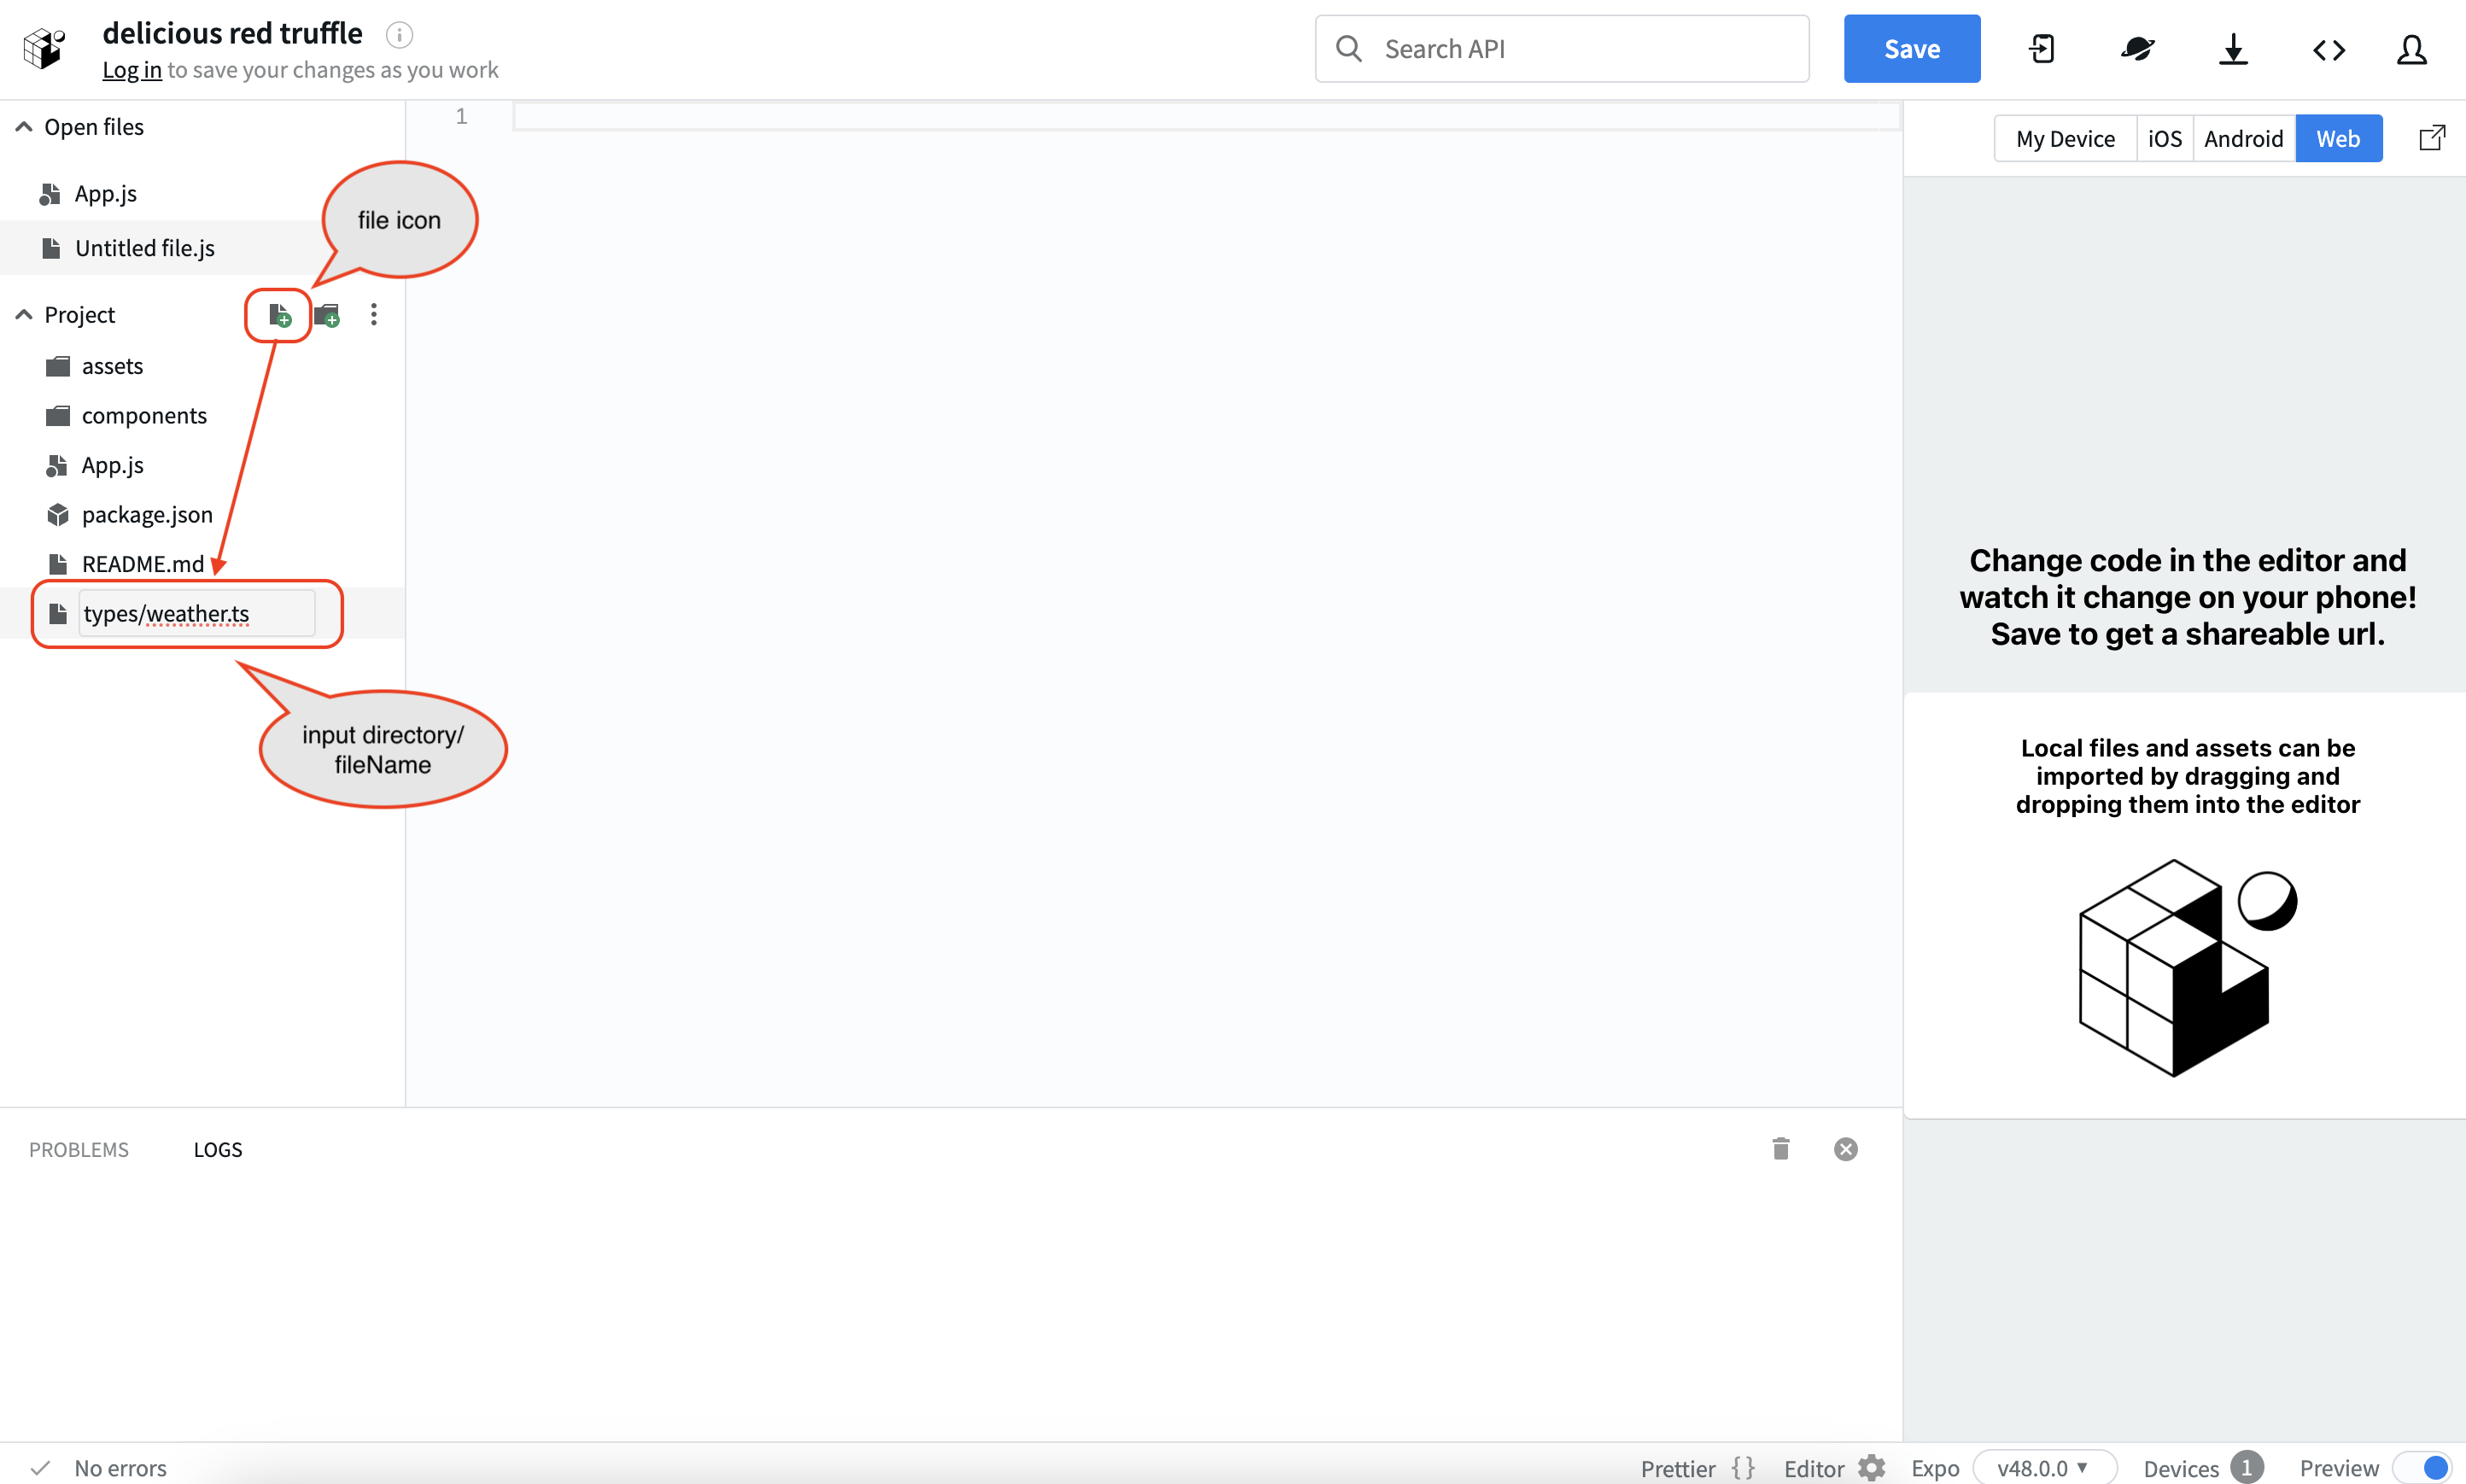 delicious red truffle
Log in to save your changes as you work
Search API
Save
Open files
1
My Device
iOS
Android
Web
App.js
file icon
Untitled file.js
Project
assets
components
App.js
package.json
README.md
types/weather.ts
input directory/
fileName
Change code in the editor and
watch it change on your phone!
Save to get a shareable url.
Local files and assets can be
imported by dragging and
dropping them into the editor
PROBLEMS
LOGS
No errors
Prettier {}
Editor
Expo
v48.0.0
Devices 1
Preview